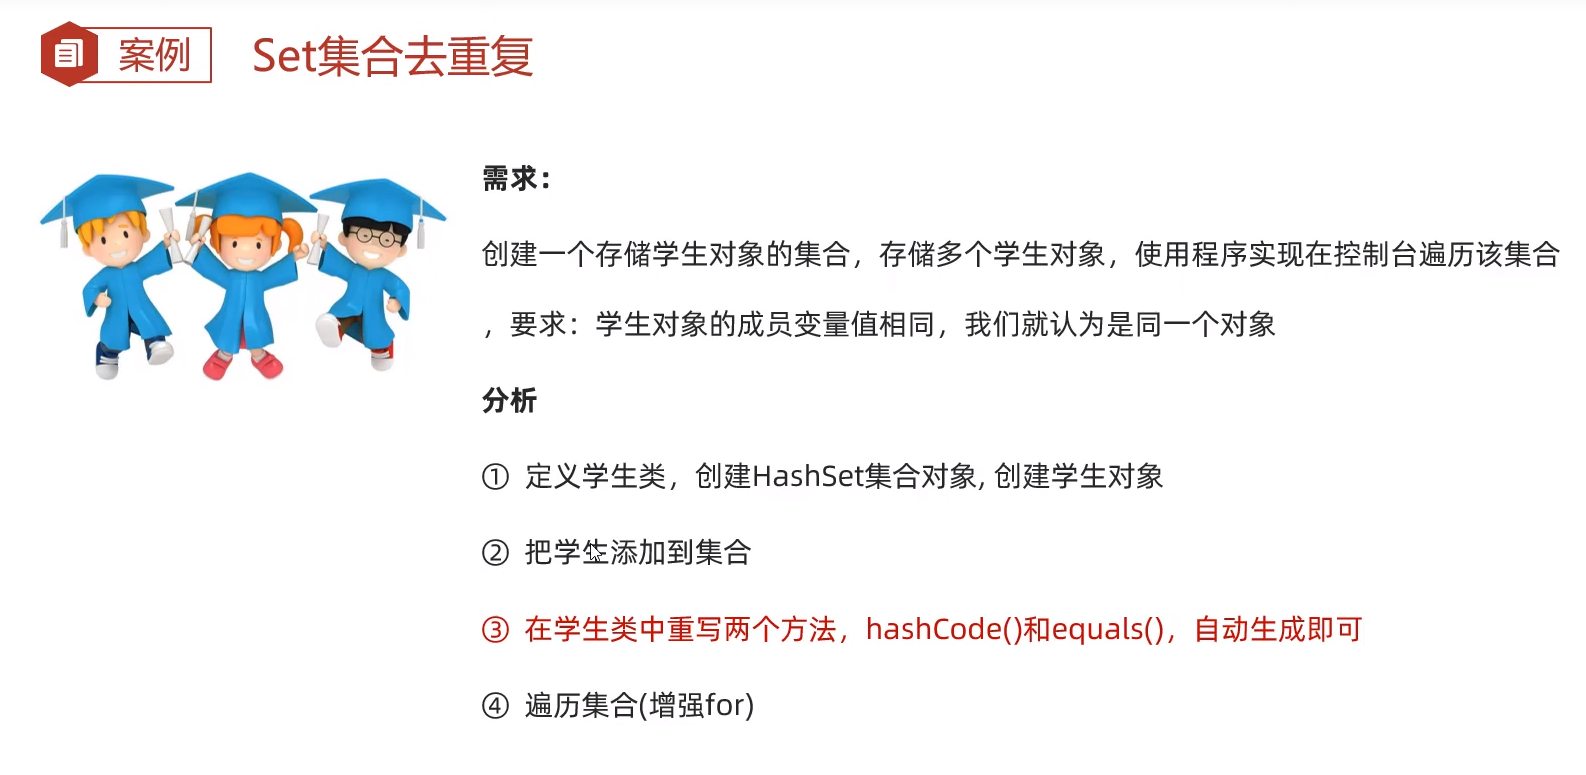 案例
Set集合去重复
需求：
创建一个存储学生对象的集合，存储多个学生对象，使用程序实现在控制台遍历该集合
，要求：学生对象的成员变量值相同，我们就认为是同一个对象
分析
① 定义学生类，创建HashSet集合对象, 创建学生对象
② 把学生添加到集合
③ 在学生类中重写两个方法，hashCode()和equals()，自动生成即可
④ 遍历集合(增强for)